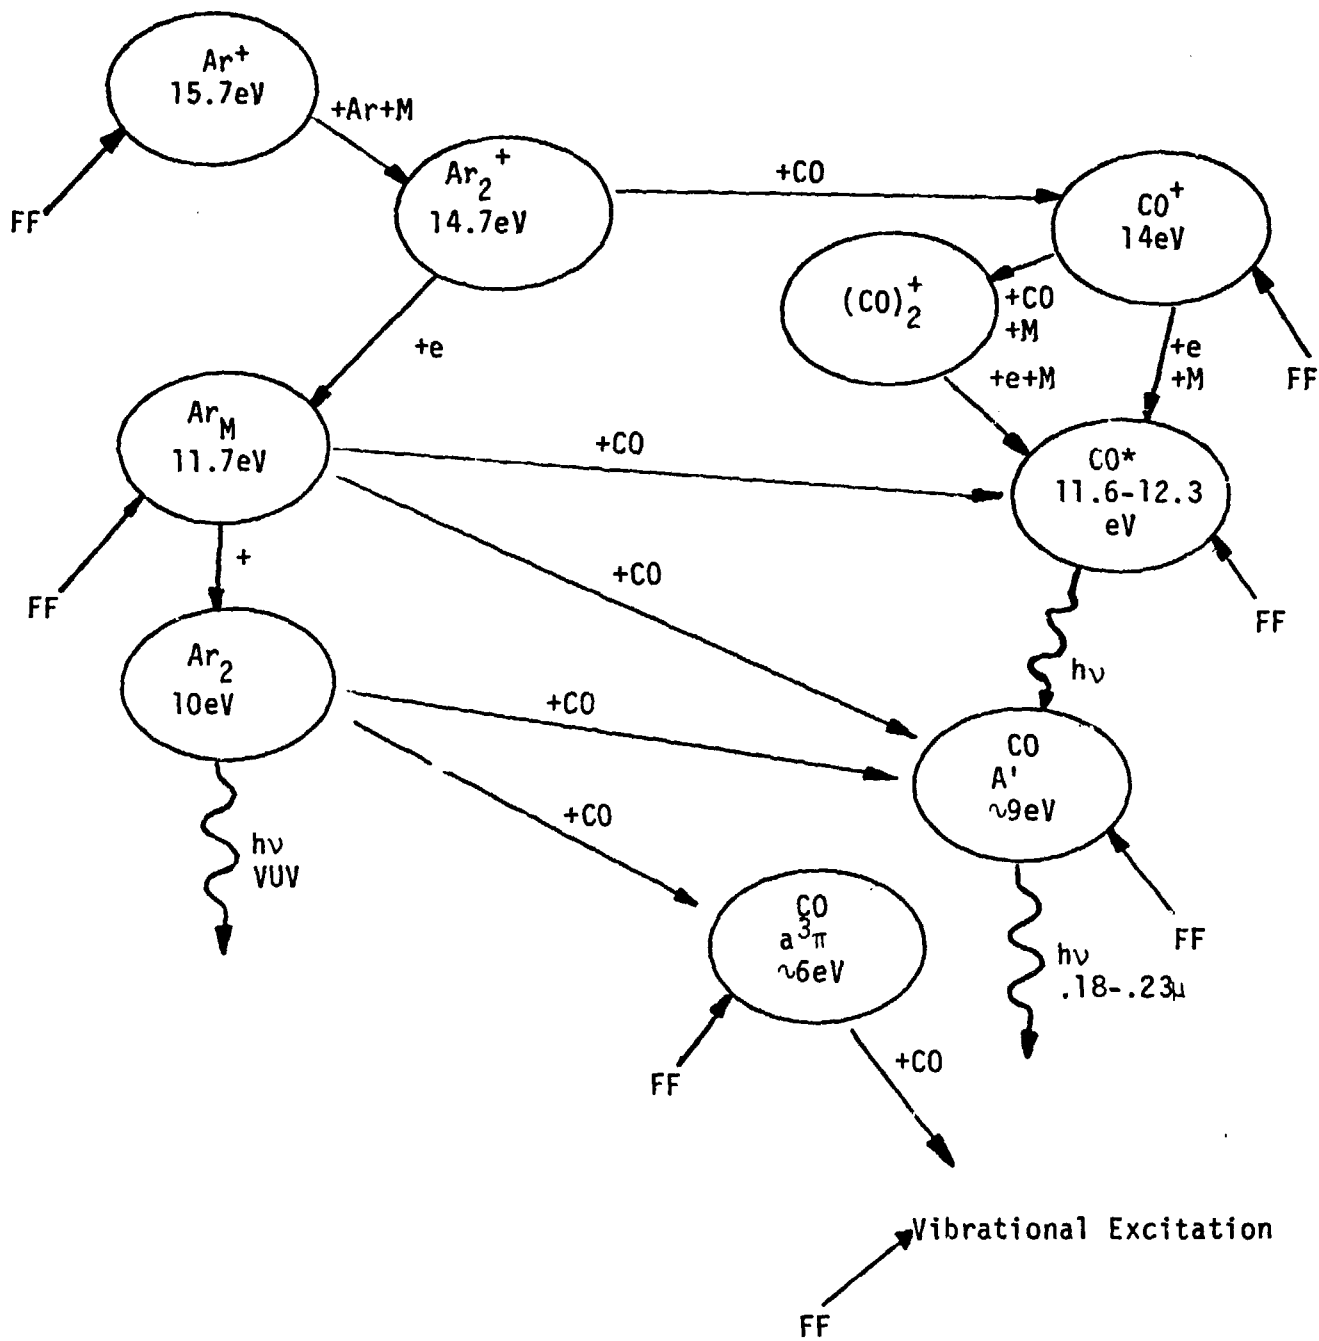 Ar⁺
15.7eV
+Ar+M
FF
Ar₂⁺
14.7eV
+CO
CO⁺
14eV
FF
(CO)₂⁺
+CO
+M
+e
+M
+e+M
+e
Ar_M
11.7eV
FF
+CO
CO*
11.6-12.3
eV
FF
+
+CO
hν
Ar₂
10eV
+CO
CO
A'
~9eV
FF
hν
VUV
+CO
CO
a³π
~6eV
FF
hν
.18-.23μ
+CO
Vibrational Excitation
FF